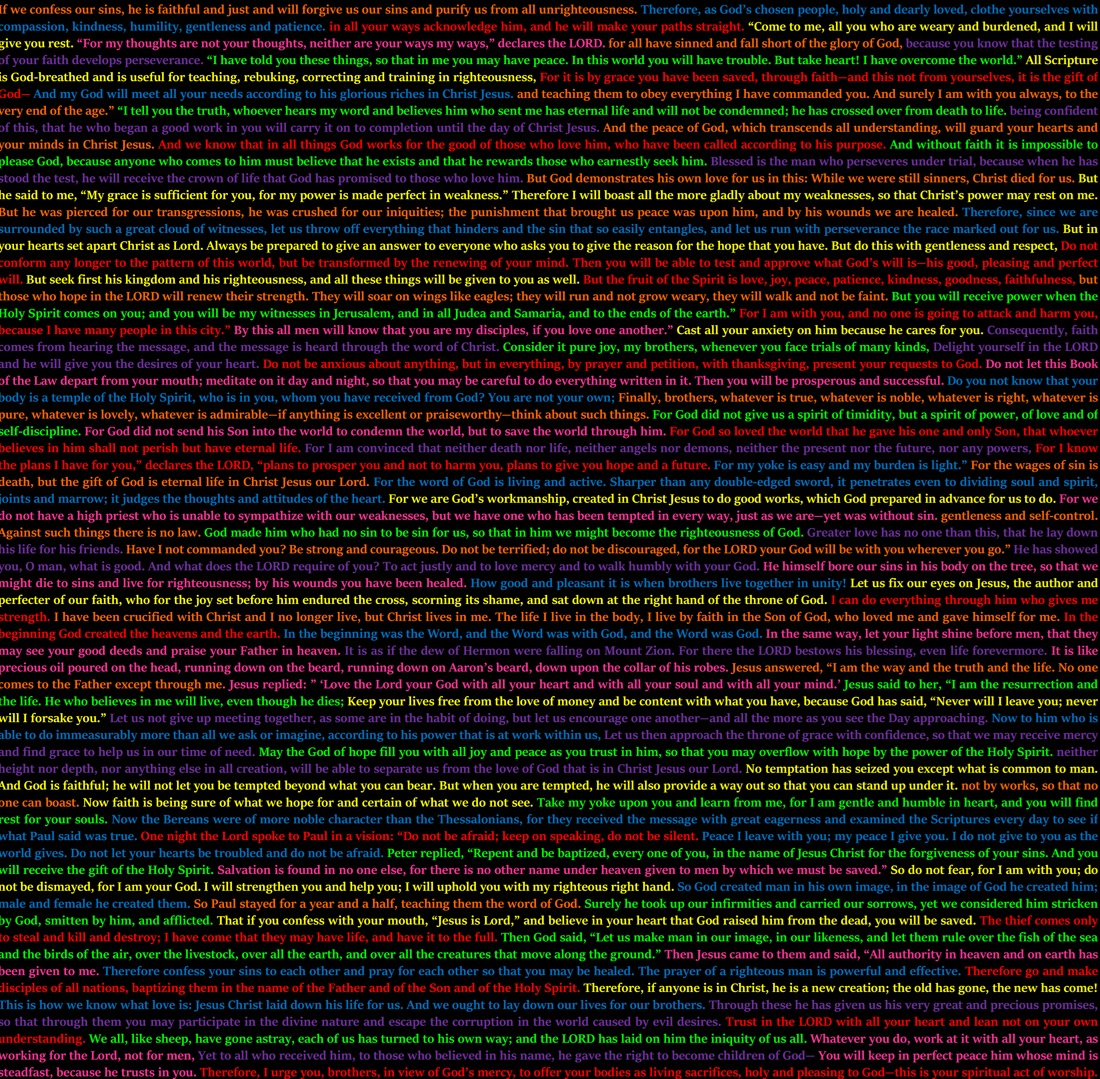 If we confess our sins, he is faithful and just and will forgive us our sins and purify us from all unrighteousness. Therefore, as God's chosen people, holy and dearly loved, clothe yourselves with
compassion, kindness, humility, gentleness and patience. in all your ways acknowledge him, and he will make your paths straight. “Come to me, all you who are weary and burdened, and I will
give you rest. “For my thoughts are not your thoughts, neither are your ways my ways,” declares the LORD. for all have sinned and fall short of the glory of God, because you know that the testing
of your faith develops perseverance. “I have told you these things, so that in me you may have peace. In this world you will have trouble. But take heart! I have overcome the world.” All Scripture
is God-breathed and is useful for teaching, rebuking, correcting and training in righteousness, For it is by grace you have been saved, through faith—and this not from yourselves, it is the gift of
God— And my God will meet all your needs according to his glorious riches in Christ Jesus. and teaching them to obey everything I have commanded you. And surely I am with you always, to the
very end of the age.” “I tell you the truth, whoever hears my word and believes him who sent me has eternal life and will not be condemned; he has crossed over from death to life. being confident
of this, that he who began a good work in you will carry it on to completion until the day of Christ Jesus. And the peace of God, which transcends all understanding, will guard your hearts and
your minds in Christ Jesus. And we know that in all things God works for the good of those who love him, who have been called according to his purpose. And without faith it is impossible to
please God, because anyone who comes to him must believe that he exists and that he rewards those who earnestly seek him. Blessed is the man who perseveres under trial, because when he has
stood the test, he will receive the crown of life that God has promised to those who love him. But God demonstrates his own love for us in this: While we were still sinners, Christ died for us. But
he said to me, “My grace is sufficient for you, for my power is made perfect in weakness.” Therefore I will boast all the more gladly about my weaknesses, so that Christ's power may rest on me.
But he was pierced for our transgressions, he was crushed for our iniquities; the punishment that brought us peace was upon him, and by his wounds we are healed. Therefore, since we are
surrounded by such a great cloud of witnesses, let us throw off everything that hinders and the sin that so easily entangles, and let us run with perseverance the race marked out for us. But in
your hearts set apart Christ as Lord. Always be prepared to give an answer to everyone who asks you to give the reason for the hope that you have. But do this with gentleness and respect, Do not
conform any longer to the pattern of this world, but be transformed by the renewing of your mind. Then you will be able to test and approve what God's will is—his good, pleasing and perfect
will. But seek first his kingdom and his righteousness, and all these things will be given to you as well. But the fruit of the Spirit is love, joy, peace, patience, kindness, goodness, faithfulness, but
those who hope in the LORD will renew their strength. They will soar on wings like eagles; they will run and not grow weary, they will walk and not be faint. But you will receive power when the
Holy Spirit comes on you; and you will be my witnesses in Jerusalem, and in all Judea and Samaria, and to the ends of the earth.” For I am with you, and no one is going to attack and harm you,
because I have many people in this city.” By this all men will know that you are my disciples, if you love one another.” Cast all your anxiety on him because he cares for you. Consequently, faith
comes from hearing the message, and the message is heard through the word of Christ. Consider it pure joy, my brothers, whenever you face trials of many kinds, Delight yourself in the LORD
and he will give you the desires of your heart. Do not be anxious about anything, but in everything, by prayer and petition, with thanksgiving, present your requests to God. Do not let this Book
of the Law depart from your mouth; meditate on it day and night, so that you may be careful to do everything written in it. Then you will be prosperous and successful. Do you not know that your
body is a temple of the Holy Spirit, who is in you, whom you have received from God? You are not your own; Finally, brothers, whatever is true, whatever is noble, whatever is right, whatever is
pure, whatever is lovely, whatever is admirable—if anything is excellent or praiseworthy—think about such things. For God did not give us a spirit of timidity, but a spirit of power, of love and of
self-discipline. For God did not send his Son into the world to condemn the world, but to save the world through him. For God so loved the world that he gave his one and only Son, that whoever
believes in him shall not perish but have eternal life. For I am convinced that neither death nor life, neither angels nor demons, neither the present nor the future, nor any powers, For I know
the plans I have for you,” declares the LORD, “plans to prosper you and not to harm you, plans to give you hope and a future. For my yoke is easy and my burden is light.” For the wages of sin is
death, but the gift of God is eternal life in Christ Jesus our Lord. For the word of God is living and active. Sharper than any double-edged sword, it penetrates even to dividing soul and spirit,
joints and marrow; it judges the thoughts and attitudes of the heart. For we are God's workmanship, created in Christ Jesus to do good works, which God prepared in advance for us to do. For we
do not have a high priest who is unable to sympathize with our weaknesses, but we have one who has been tempted in every way, just as we are—yet was without sin. gentleness and self-control.
Against such things there is no law. God made him who had no sin to be sin for us, so that in him we might become the righteousness of God. Greater love has no one than this, that he lay down
his life for his friends. Have I not commanded you? Be strong and courageous. Do not be terrified; do not be discouraged, for the LORD your God will be with you wherever you go.” He has showed
you, O man, what is good. And what does the LORD require of you? To act justly and to love mercy and to walk humbly with your God. He himself bore our sins in his body on the tree, so that we
might die to sins and live for righteousness; by his wounds you have been healed. How good and pleasant it is when brothers live together in unity! Let us fix our eyes on Jesus, the author and
perfecter of our faith, who for the joy set before him endured the cross, scorning its shame, and sat down at the right hand of the throne of God. I can do everything through him who gives me
strength. I have been crucified with Christ and I no longer live, but Christ lives in me. The life I live in the body, I live by faith in the Son of God, who loved me and gave himself for me. In the
beginning God created the heavens and the earth. In the beginning was the Word, and the Word was with God, and the Word was God. In the same way, let your light shine before men, that they
may see your good deeds and praise your Father in heaven. It is as if the dew of Hermon were falling on Mount Zion. For there the LORD bestows his blessing, even life forevermore. It is like
precious oil poured on the head, running down on the beard, running down on Aaron's beard, down upon the collar of his robes. Jesus answered, “I am the way and the truth and the life. No one
comes to the Father except through me. Jesus replied: ” ‘Love the Lord your God with all your heart and with all your soul and with all your mind.’ Jesus said to her, “I am the resurrection and
the life. He who believes in me will live, even though he dies; Keep your lives free from the love of money and be content with what you have, because God has said, “Never will I leave you; never
will I forsake you.” Let us not give up meeting together, as some are in the habit of doing, but let us encourage one another—and all the more as you see the Day approaching. Now to him who is
able to do immeasurably more than all we ask or imagine, according to his power that is at work within us, Let us then approach the throne of grace with confidence, so that we may receive mercy
and find grace to help us in our time of need. May the God of hope fill you with all joy and peace as you trust in him, so that you may overflow with hope by the power of the Holy Spirit. neither
height nor depth, nor anything else in all creation, will be able to separate us from the love of God that is in Christ Jesus our Lord. No temptation has seized you except what is common to man.
And God is faithful; he will not let you be tempted beyond what you can bear. But when you are tempted, he will also provide a way out so that you can stand up under it. not by works, so that no
one can boast. Now faith is being sure of what we hope for and certain of what we do not see. Take my yoke upon you and learn from me, for I am gentle and humble in heart, and you will find
rest for your souls. Now the Bereans were of more noble character than the Thessalonians, for they received the message with great eagerness and examined the Scriptures every day to see if
what Paul said was true. One night the Lord spoke to Paul in a vision: “Do not be afraid; keep on speaking, do not be silent. Peace I leave with you; my peace I give you. I do not give to you as the
world gives. Do not let your hearts be troubled and do not be afraid. Peter replied, “Repent and be baptized, every one of you, in the name of Jesus Christ for the forgiveness of your sins. And you
will receive the gift of the Holy Spirit. Salvation is found in no one else, for there is no other name under heaven given to men by which we must be saved.” So do not fear, for I am with you; do
not be dismayed, for I am your God. I will strengthen you and help you; I will uphold you with my righteous right hand. So God created man in his own image, in the image of God he created him;
male and female he created them. So Paul stayed for a year and a half, teaching them the word of God. Surely he took up our infirmities and carried our sorrows, yet we considered him stricken
by God, smitten by him, and afflicted. That if you confess with your mouth, “Jesus is Lord,” and believe in your heart that God raised him from the dead, you will be saved. The thief comes only
to steal and kill and destroy; I have come that they may have life, and have it to the full. Then God said, “Let us make man in our image, in our likeness, and let them rule over the fish of the sea
and the birds of the air, over the livestock, over all the earth, and over all the creatures that move along the ground.” Then Jesus came to them and said, “All authority in heaven and on earth has
been given to me. Therefore confess your sins to each other and pray for each other so that you may be healed. The prayer of a righteous man is powerful and effective. Therefore go and make
disciples of all nations, baptizing them in the name of the Father and of the Son and of the Holy Spirit. Therefore, if anyone is in Christ, he is a new creation; the old has gone, the new has come!
This is how we know what love is: Jesus Christ laid down his life for us. And we ought to lay down our lives for our brothers. Through these he has given us his very great and precious promises,
so that through them you may participate in the divine nature and escape the corruption in the world caused by evil desires. Trust in the LORD with all your heart and lean not on your own
understanding. We all, like sheep, have gone astray, each of us has turned to his own way; and the LORD has laid on him the iniquity of us all. Whatever you do, work at it with all your heart, as
working for the Lord, not for men, Yet to all who received him, to those who believed in his name, he gave the right to become children of God— You will keep in perfect peace him whose mind is
steadfast, because he trusts in you. Therefore, I urge you, brothers, in view of God's mercy, to offer your bodies as living sacrifices, holy and pleasing to God—this is your spiritual act of worship.